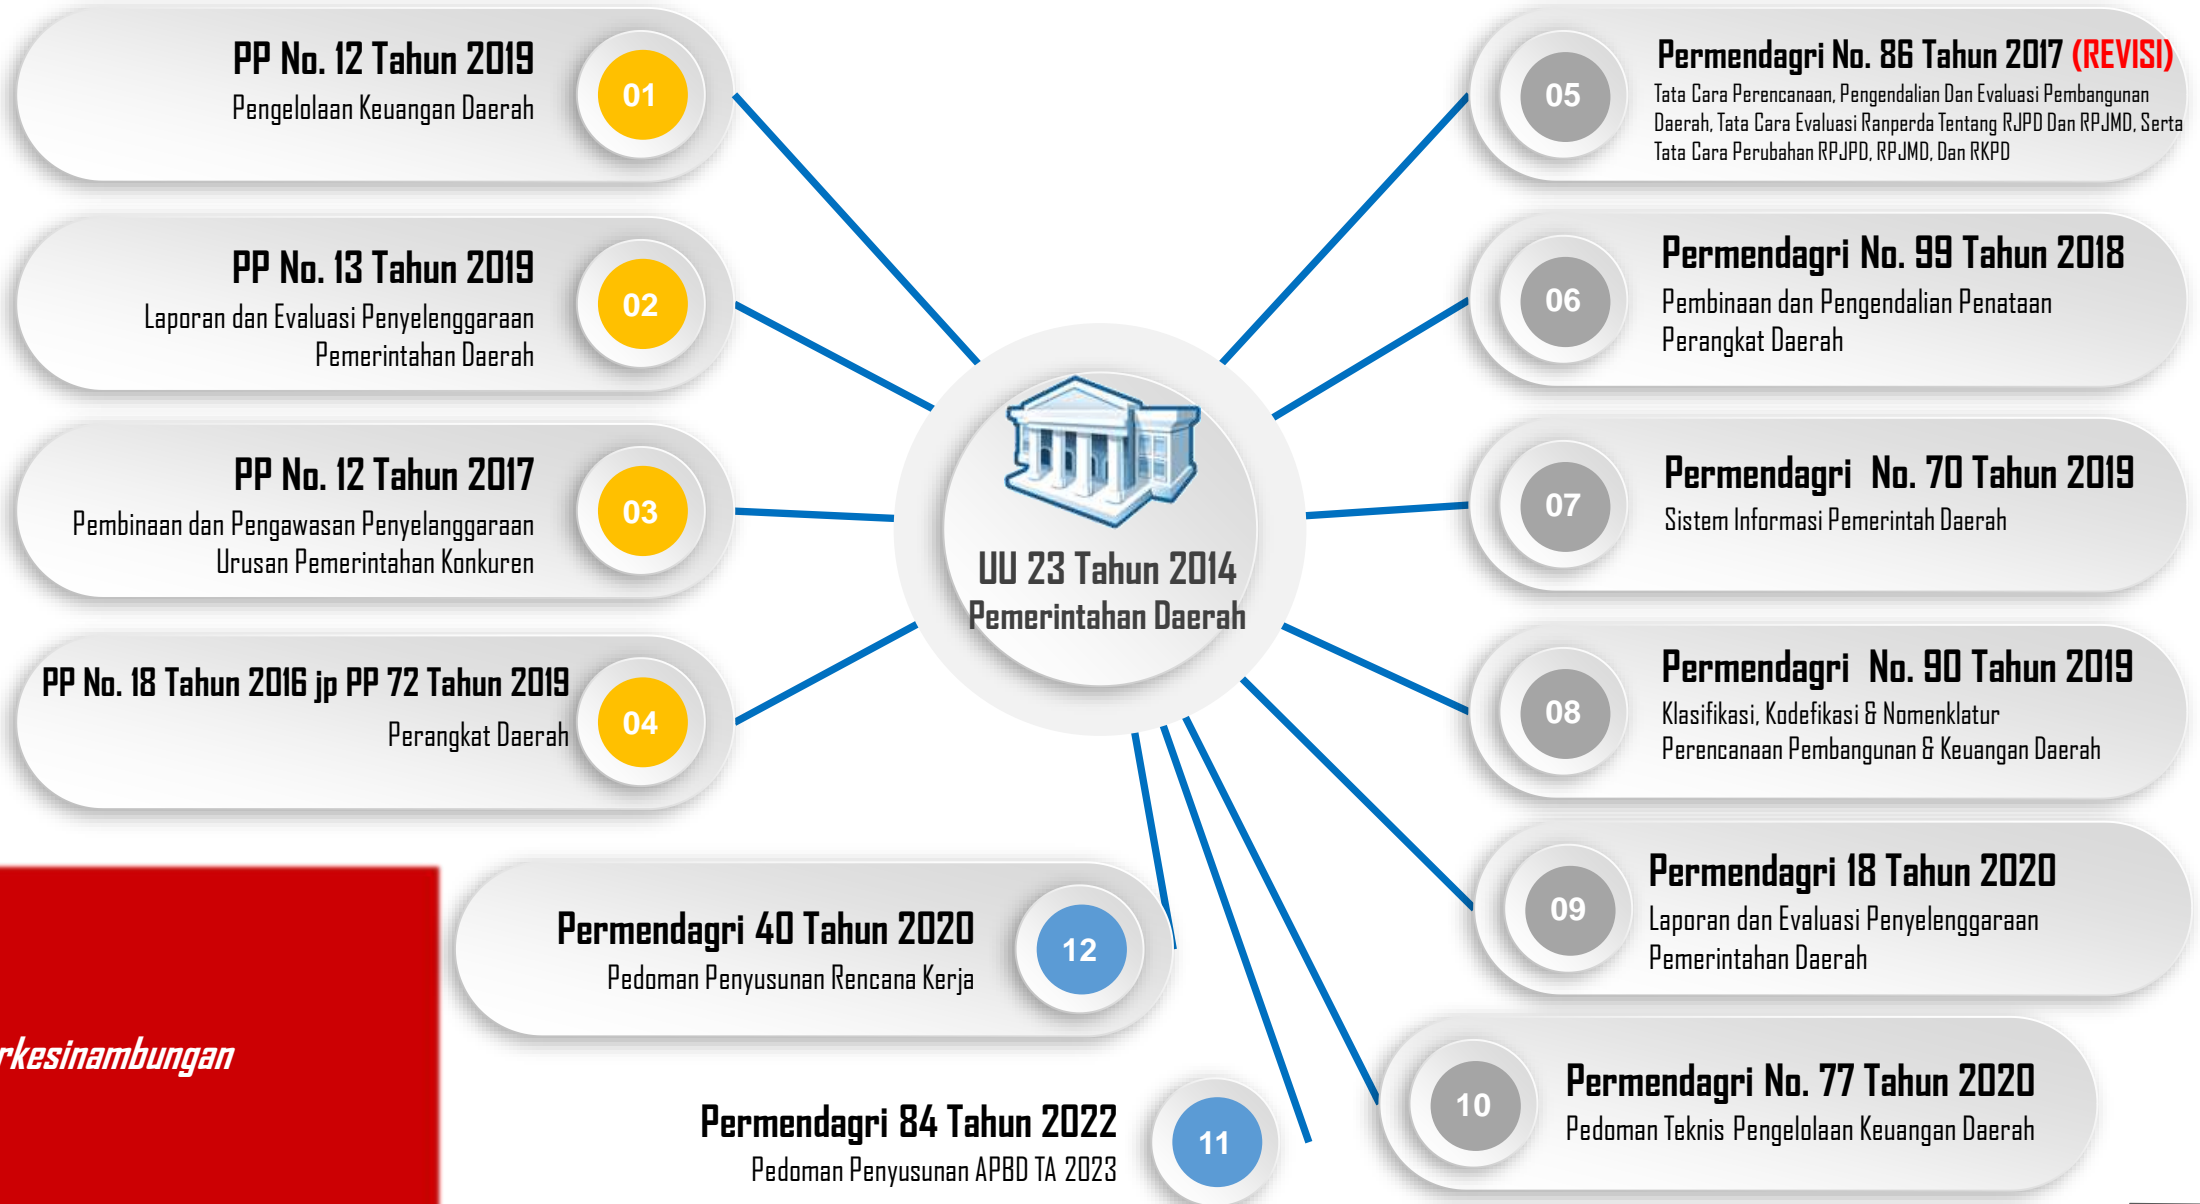 PP No. 12 Tahun 2019
Pengelolaan Keuangan Daerah
01
PP No. 13 Tahun 2019
Laporan dan Evaluasi Penyelenggaraan
Pemerintahan Daerah
02
PP No. 12 Tahun 2017
Pembinaan dan Pengawasan Penyelanggaraan
Urusan Pemerintahan Konkuren
03
PP No. 18 Tahun 2016 jp PP 72 Tahun 2019
Perangkat Daerah
04
UU 23 Tahun 2014
Pemerintahan Daerah
05
Permendagri No. 86 Tahun 2017 (REVISI)
Tata Cara Perencanaan, Pengendalian Dan Evaluasi Pembangunan
Daerah, Tata Cara Evaluasi Ranperda Tentang RJPD Dan RPJMD, Serta
Tata Cara Perubahan RPJPD, RPJMD, Dan RKPD
06
Permendagri No. 99 Tahun 2018
Pembinaan dan Pengendalian Penataan
Perangkat Daerah
07
Permendagri No. 70 Tahun 2019
Sistem Informasi Pemerintah Daerah
08
Permendagri No. 90 Tahun 2019
Klasifikasi, Kodefikasi & Nomenklatur
Perencanaan Pembangunan & Keuangan Daerah
09
Permendagri 18 Tahun 2020
Laporan dan Evaluasi Penyelenggaraan
Pemerintahan Daerah
10
Permendagri No. 77 Tahun 2020
Pedoman Teknis Pengelolaan Keuangan Daerah
Permendagri 84 Tahun 2022
Pedoman Penyusunan APBD TA 2023
11
Permendagri 40 Tahun 2020
Pedoman Penyusunan Rencana Kerja
12
rkesinambungan